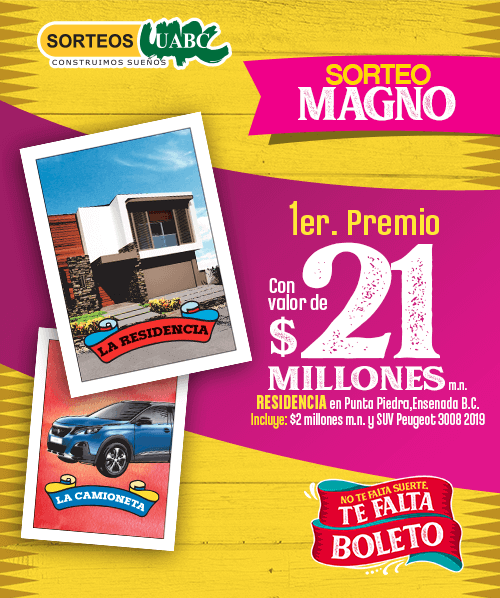 SORTEOS UABC
CONSTRUIMOS SUEÑOS
SORTEO
MAGNO
1er. Premio
Con
valor de
$21
MILLONES m.n.
RESIDENCIA en Punta Piedra,Ensenada B.C.
Incluye: $2 millones m.n. y SUV Peugeot 3008 2019
LA RESIDENCIA
LA CAMIONETA
NO TE FALTA SUERTE,
TE FALTA
BOLETO